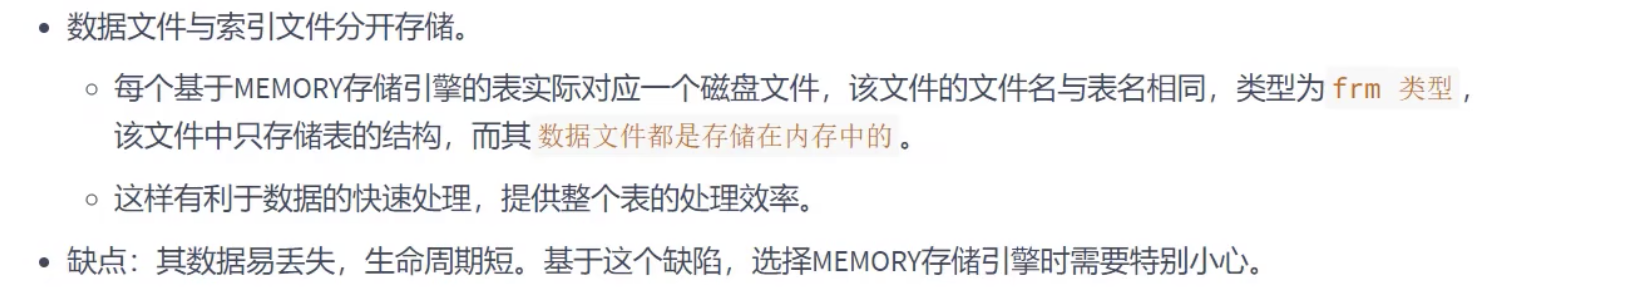 数据文件与索引文件分开存储。
每个基于MEMORY存储引擎的表实际对应一个磁盘文件，该文件的文件名与表名相同，类型为 frm 类型 ，
该文件中只存储表的结构，而其 数据文件都是存储在内存中的 。
这样有利于数据的快速处理，提供整个表的处理效率。
缺点：其数据易丢失，生命周期短。基于这个缺陷，选择MEMORY存储引擎时需要特别小心。